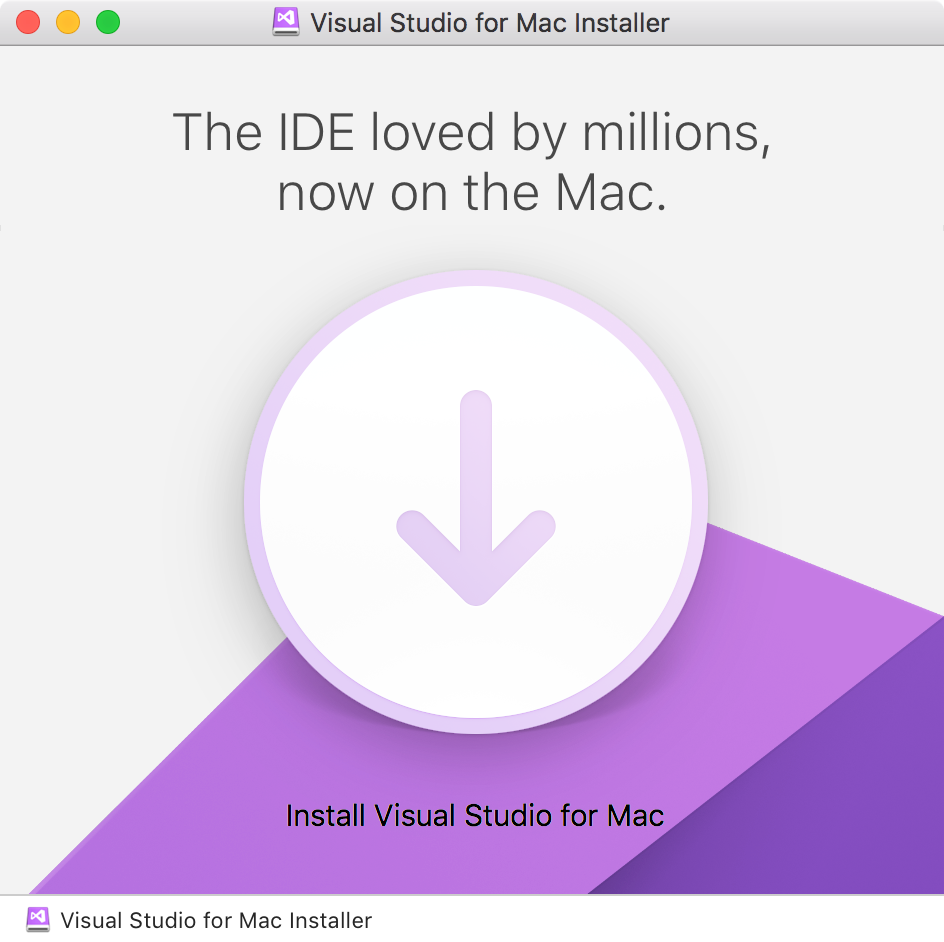 Visual Studio for Mac Installer
The IDE loved by millions,
now on the Mac.
Install Visual Studio for Mac
Visual Studio for Mac Installer